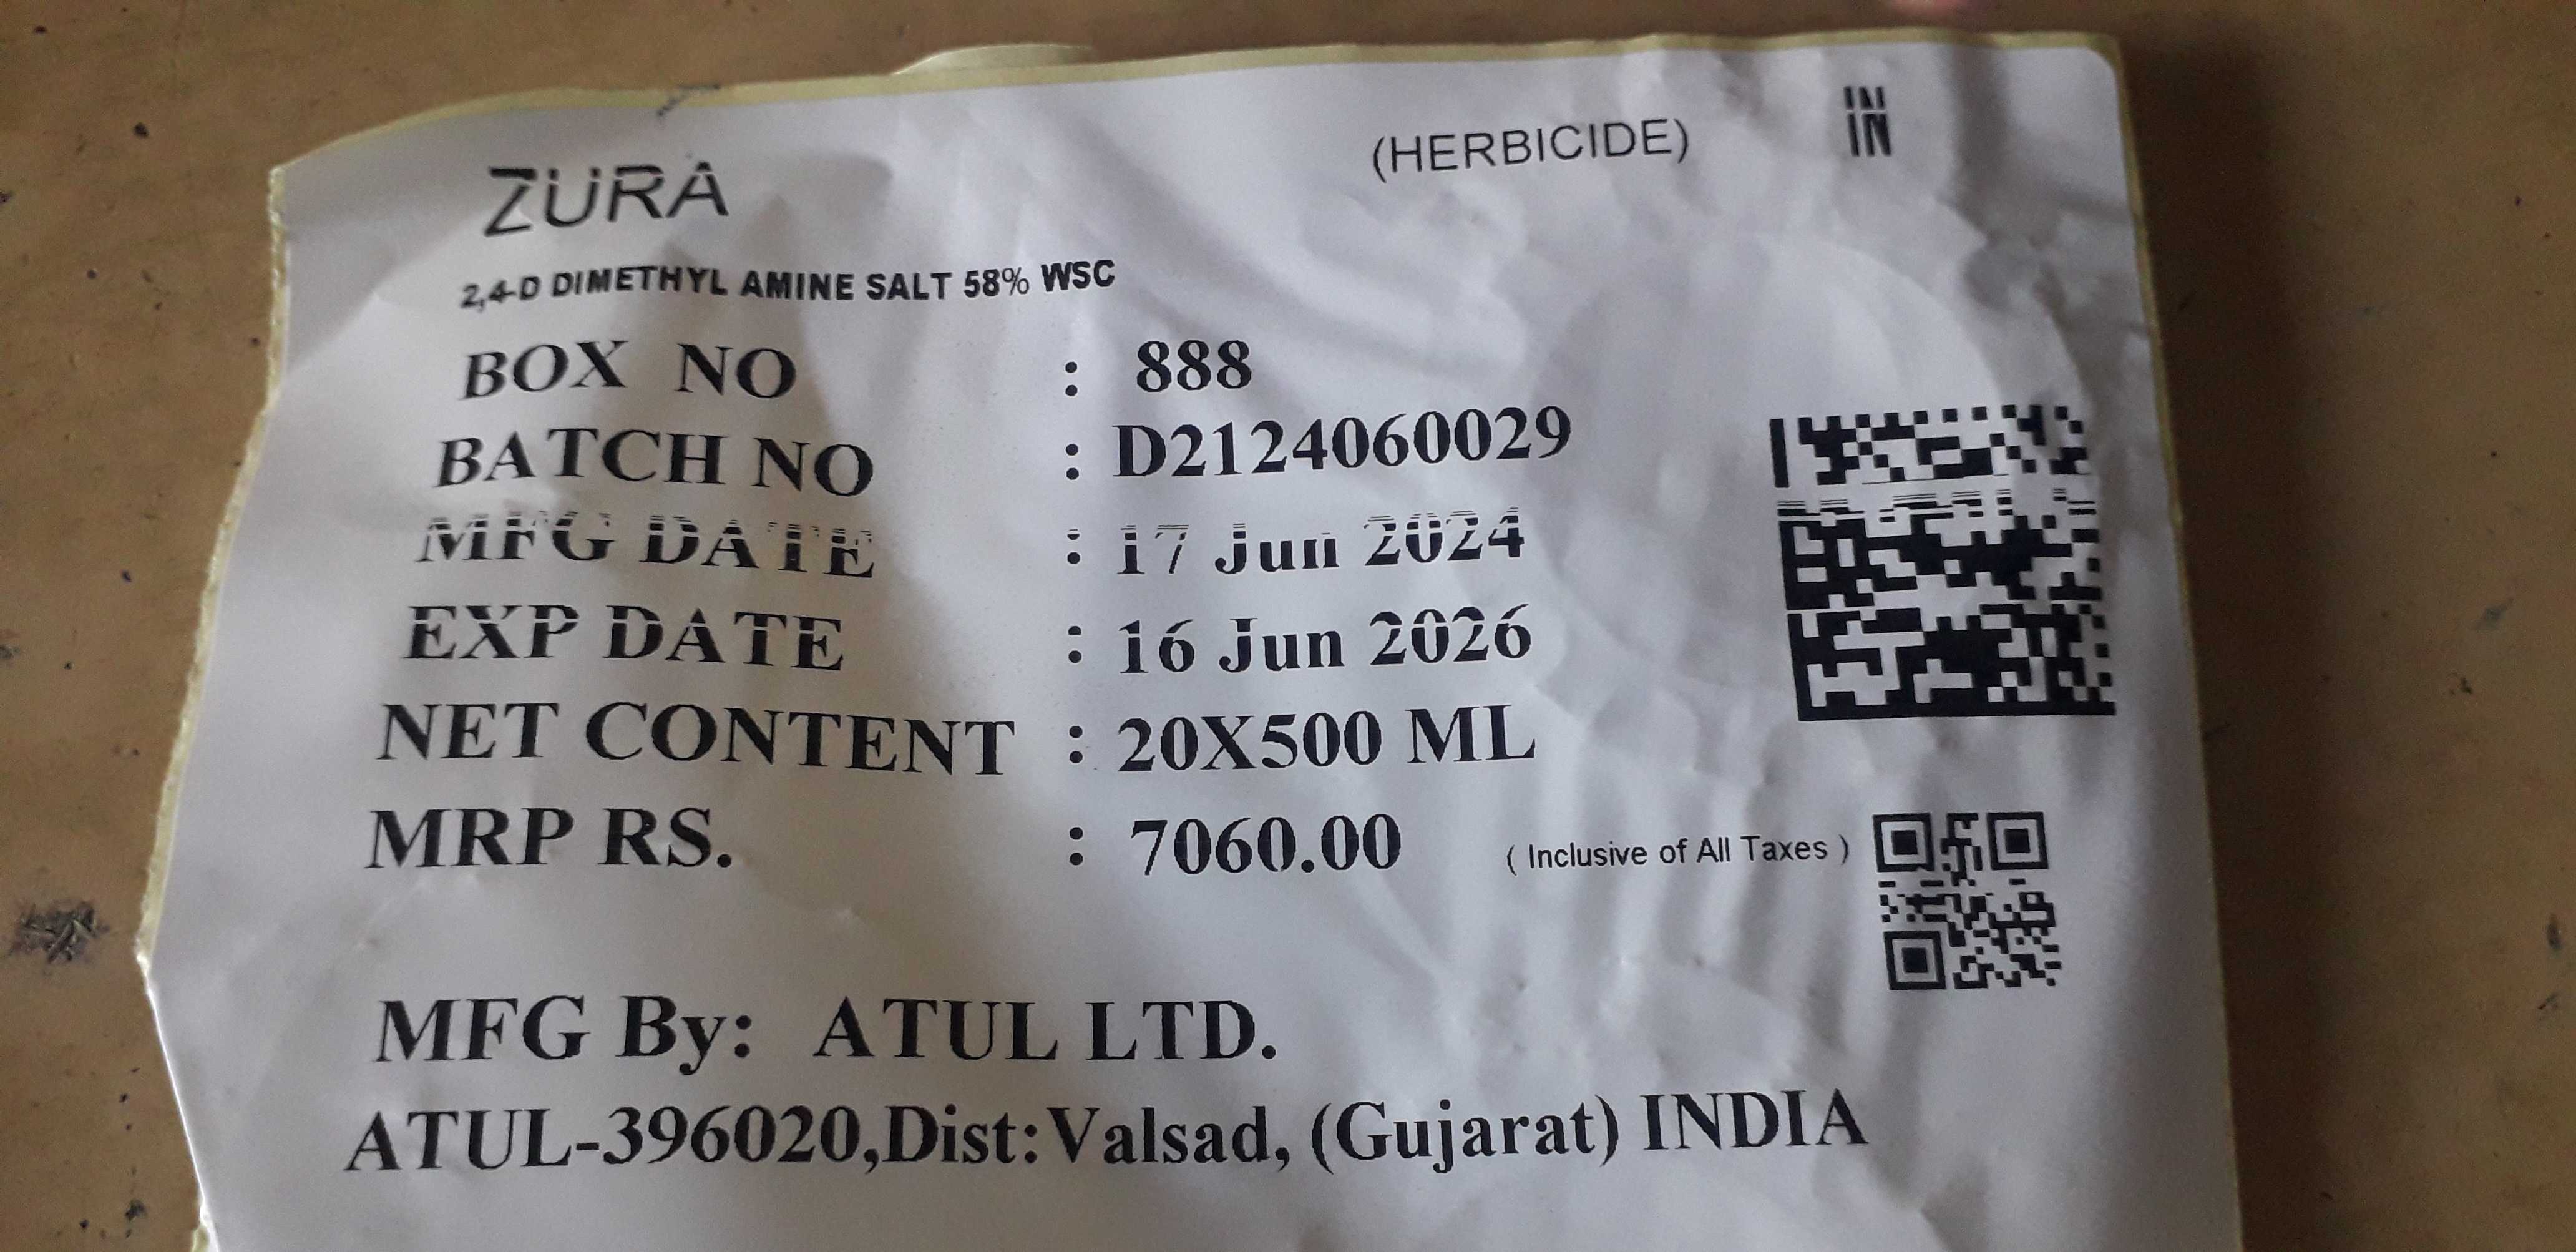 ZURA (HERBICIDE) IN
IN
2,4-D DIMETHYL AMINE SALT 58% WSC
BOX NO : 888
BATCH NO : D2124060029
MFG DATE : 17 Jun 2024
EXP DATE : 16 Jun 2026
NET CONTENT : 20X500 ML
MRP RS. : 7060.00 ( Inclusive of All Taxes )
MFG By: ATUL LTD.
ATUL-396020,Dist:Valsad, (Gujarat) INDIA